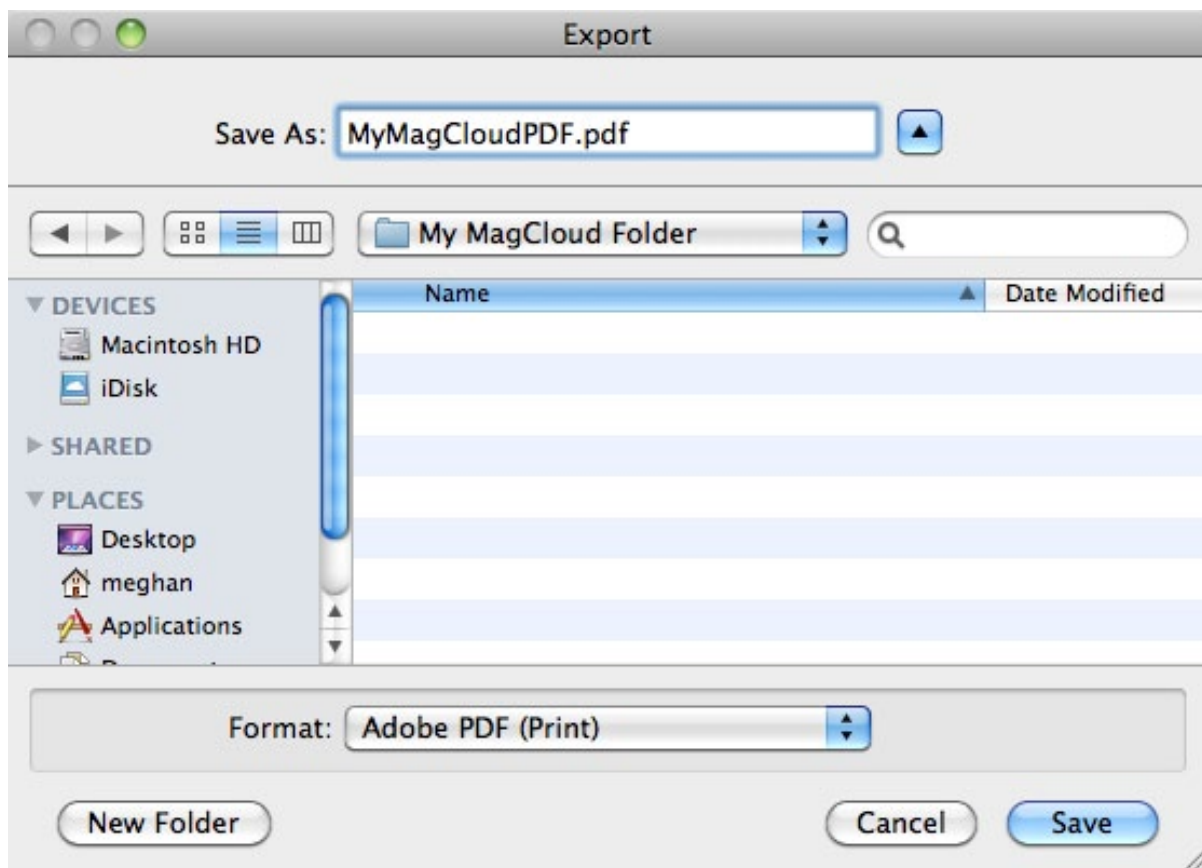 Export
Save As: MyMagCloudPDF.pdf
My MagCloud Folder
DEVICES
Name
Date Modified
Macintosh HD
iDisk
SHARED
PLACES
Desktop
meghan
Applications
Format: Adobe PDF (Print)
New Folder
Cancel
Save